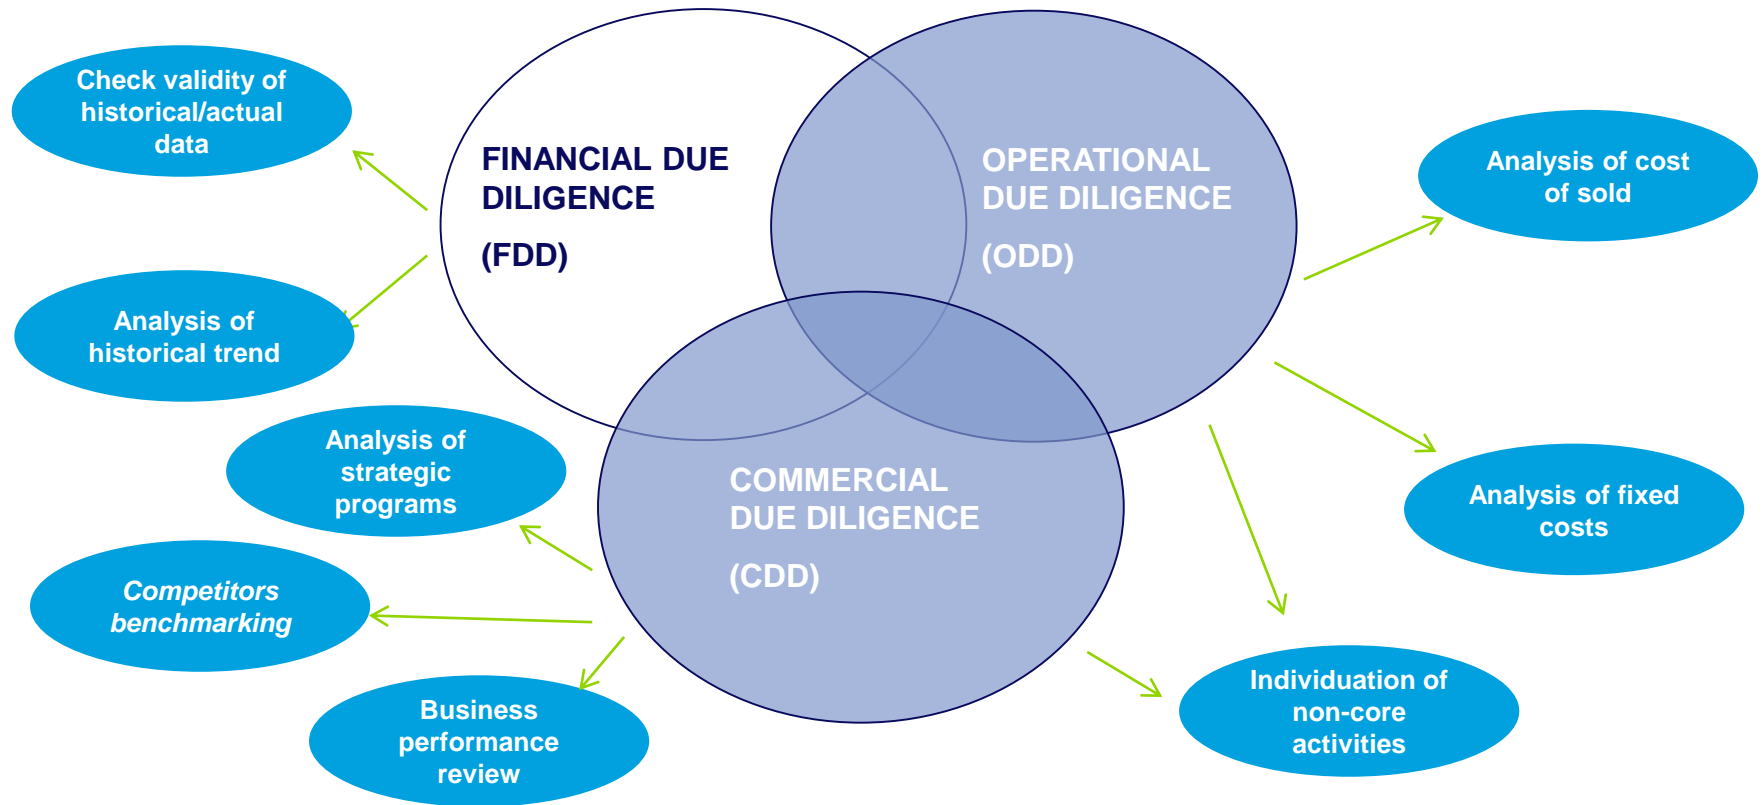 Check validity of
historical/actual
data
FINANCIAL DUE
DILIGENCE
(FDD)
OPERATIONAL
DUE DILIGENCE
(ODD)
Analysis of cost
of sold
Analysis of
historical trend
Analysis of
strategic
programs
COMMERCIAL
DUE DILIGENCE
(CDD)
Analysis of fixed
costs
Competitors
benchmarking
Business
performance
review
Individuation of
non-core
activities